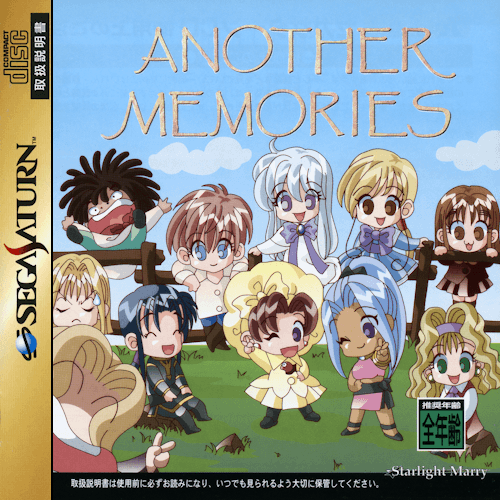 COMPACT
disc
取扱説明書
ANOTHER
MEMORIES
SEGA SATURN™
推奨年齢
全年齢
-Starlight Marry
取扱説明書は使用前に必ずお読みになり、いつでも見られるよう大切に保管してください。